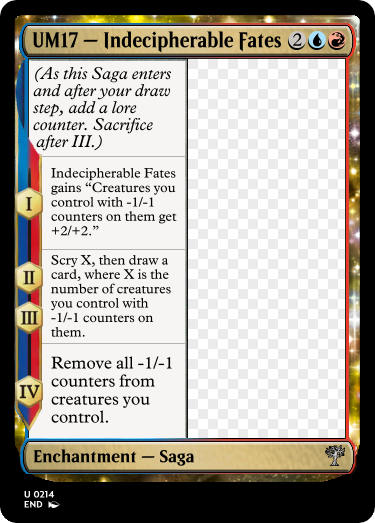 UM17 — Indecipherable Fates 2
(As this Saga enters
and after your draw
step, add a lore
counter. Sacrifice
after III.)
I
Indecipherable Fates
gains “Creatures you
control with -1/-1
counters on them get
+2/+2.”
II
III
Scry X, then draw a
card, where X is the
number of creatures
you control with
-1/-1 counters on
them.
IV
Remove all -1/-1
counters from
creatures you
control.
Enchantment — Saga
U 0214
END